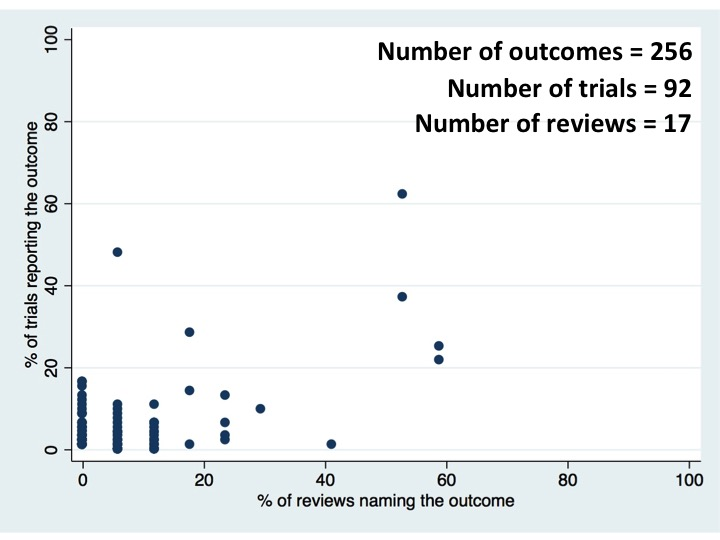 Number of outcomes = 256
Number of trials = 92
Number of reviews = 17
% of trials reporting the outcome
100
80
60
40
20
0
0 20 40 60 80 100
% of reviews naming the outcome